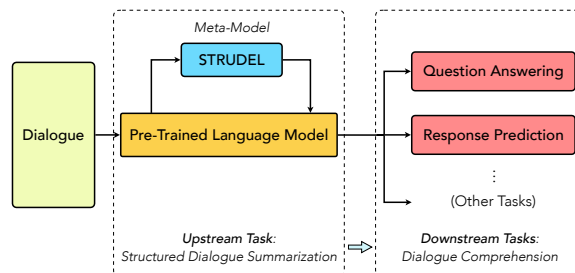 Meta-Model
STRUDEL
Dialogue
Pre-Trained Language Model
Question Answering
Response Prediction
⋮
(Other Tasks)
Upstream Task:
Structured Dialogue Summarization
Downstream Tasks:
Dialogue Comprehension